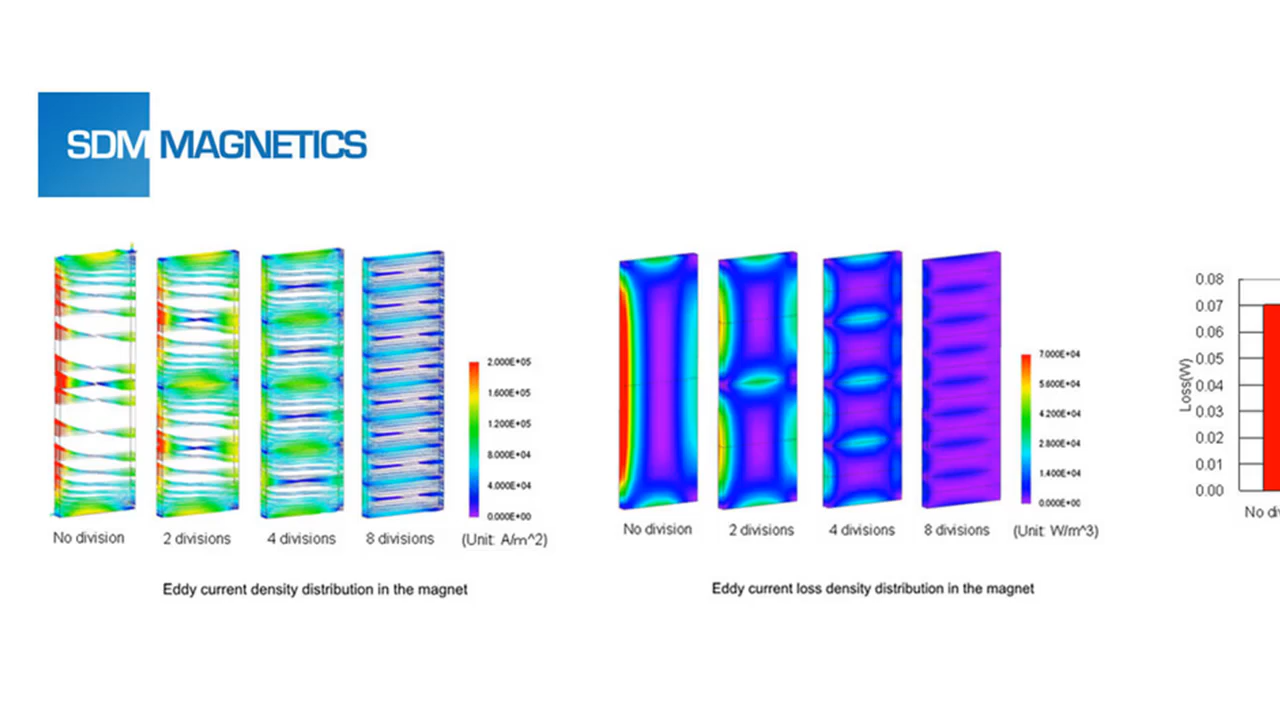 SDM MAGNETICS
2.000E+05
1.600E+05
1.200E+05
8.000E+04
4.000E+04
0.000E+00
No division
2 divisions
4 divisions
8 divisions
(Unit: A/m^2)
Eddy current density distribution in the magnet
7.000E+04
5.600E+04
4.200E+04
2.800E+04
1.400E+04
0.000E+00
No division
2 divisions
4 divisions
8 divisions
(Unit: W/m^3)
Eddy current loss density distribution in the magnet
Loss(W)
0.08
0.07
0.06
0.05
0.04
0.03
0.02
0.01
0.00
No di